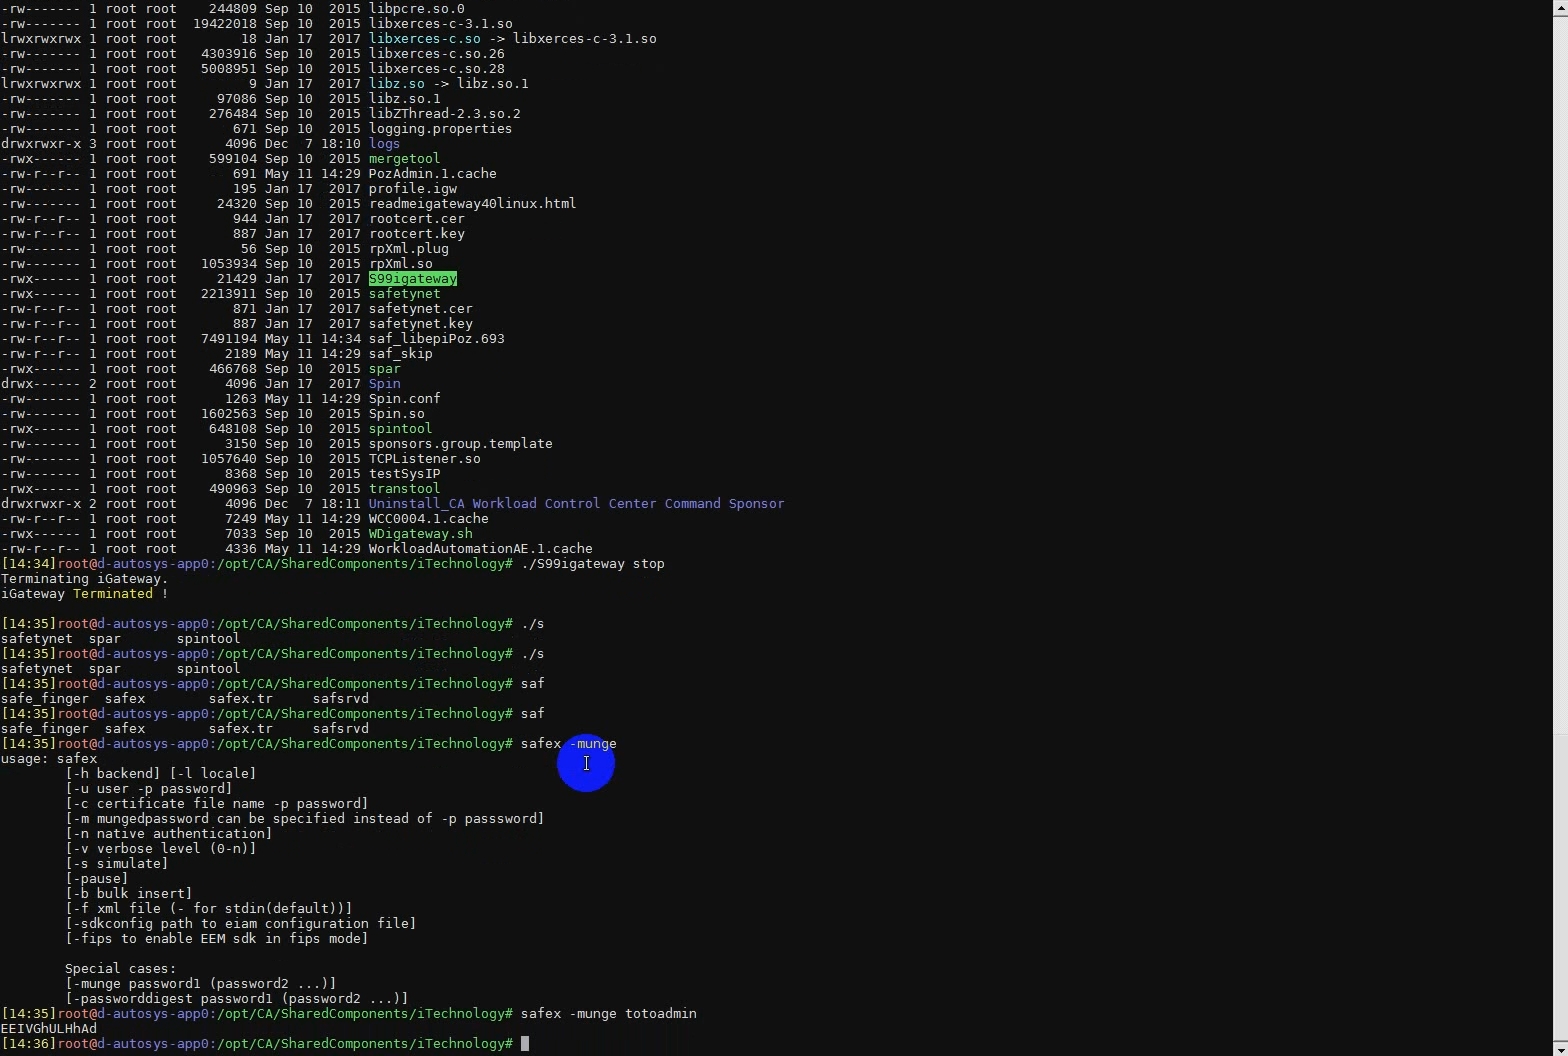 -rw------- 1 root root    244809 Sep 10  2015 libpcre.so.0
-rw------- 1 root root  19422018 Sep 10  2015 libxerces-c-3.1.so
lrwxrwxrwx 1 root root        18 Jan 17  2017 libxerces-c.so -> libxerces-c-3.1.so
-rw------- 1 root root   4303916 Sep 10  2015 libxerces-c.so.26
-rw------- 1 root root   5008951 Sep 10  2015 libxerces-c.so.28
lrwxrwxrwx 1 root root         9 Jan 17  2017 libz.so -> libz.so.1
-rw------- 1 root root     97086 Sep 10  2015 libz.so.1
-rw------- 1 root root    276484 Sep 10  2015 libZThread-2.3.so.2
-rw------- 1 root root       671 Sep 10  2015 logging.properties
drwxrwxr-x 3 root root      4096 Dec  7 18:10 logs
-rwx------ 1 root root    599104 Sep 10  2015 mergetool
-rw-r--r-- 1 root root       691 May 11 14:29 PozAdmin.1.cache
-rw------- 1 root root       195 Jan 17  2017 profile.igw
-rw------- 1 root root     24320 Sep 10  2015 readmeigateway40linux.html
-rw-r--r-- 1 root root       944 Jan 17  2017 rootcert.cer
-rw-r--r-- 1 root root       887 Jan 17  2017 rootcert.key
-rw------- 1 root root        56 Sep 10  2015 rpXml.plug
-rw------- 1 root root   1053934 Sep 10  2015 rpXml.so
-rwx------ 1 root root     21429 Jan 17  2017 S99igateway
-rwx------ 1 root root   2213911 Sep 10  2015 safetynet
-rw-r--r-- 1 root root       871 Jan 17  2017 safetynet.cer
-rw-r--r-- 1 root root       887 Jan 17  2017 safetynet.key
-rw-r--r-- 1 root root   7491194 May 11 14:34 saf_libepiPoz.693
-rw-r--r-- 1 root root      2189 May 11 14:29 saf_skip
-rwx------ 1 root root    466768 Sep 10  2015 spar
drwx------ 2 root root      4096 Jan 17  2017 Spin
-rw------- 1 root root      1263 May 11 14:29 Spin.conf
-rw------- 1 root root   1602563 Sep 10  2015 Spin.so
-rwx------ 1 root root    648108 Sep 10  2015 spintool
-rw------- 1 root root      3150 Sep 10  2015 sponsors.group.template
-rw------- 1 root root   1057640 Sep 10  2015 TCPListener.so
-rw------- 1 root root      8368 Sep 10  2015 testSysIP
-rwx------ 1 root root    490963 Sep 10  2015 transtool
drwxrwxr-x 2 root root      4096 Dec  7 18:11 Uninstall_CA Workload Control Center Command Sponsor
-rw-r--r-- 1 root root      7249 May 11 14:29 WCC0004.1.cache
-rwx------ 1 root root      7033 Sep 10  2015 WDigateway.sh
-rw-r--r-- 1 root root      4336 May 11 14:29 WorkloadAutomationAE.1.cache
[14:34]root@d-autosys-app0:/opt/CA/SharedComponents/iTechnology# ./S99igateway stop
Terminating iGateway.
iGateway Terminated !
[14:35]root@d-autosys-app0:/opt/CA/SharedComponents/iTechnology# ./s
safetynet  spar       spintool
[14:35]root@d-autosys-app0:/opt/CA/SharedComponents/iTechnology# ./s
safetynet  spar       spintool
[14:35]root@d-autosys-app0:/opt/CA/SharedComponents/iTechnology# saf
safe_finger  safex        safex.tr     safsrvd
[14:35]root@d-autosys-app0:/opt/CA/SharedComponents/iTechnology# saf
safe_finger  safex        safex.tr     safsrvd
[14:35]root@d-autosys-app0:/opt/CA/SharedComponents/iTechnology# safex -munge
usage: safex
        [-h backend] [-l locale]
        [-u user -p password]
        [-c certificate file name -p password]
        [-m mungedpassword can be specified instead of -p passsword]
        [-n native authentication]
        [-v verbose level (0-n)]
        [-s simulate]
        [-pause]
        [-b bulk insert]
        [-f xml file (- for stdin(default))]
        [-sdkconfig path to eiam configuration file]
        [-fips to enable EEM sdk in fips mode]
        Special cases:
        [-munge password1 (password2 ...)]
        [-passworddigest password1 (password2 ...)]
[14:35]root@d-autosys-app0:/opt/CA/SharedComponents/iTechnology# safex -munge totoadmin
EEIVGhULHhAd
[14:36]root@d-autosys-app0:/opt/CA/SharedComponents/iTechnology#